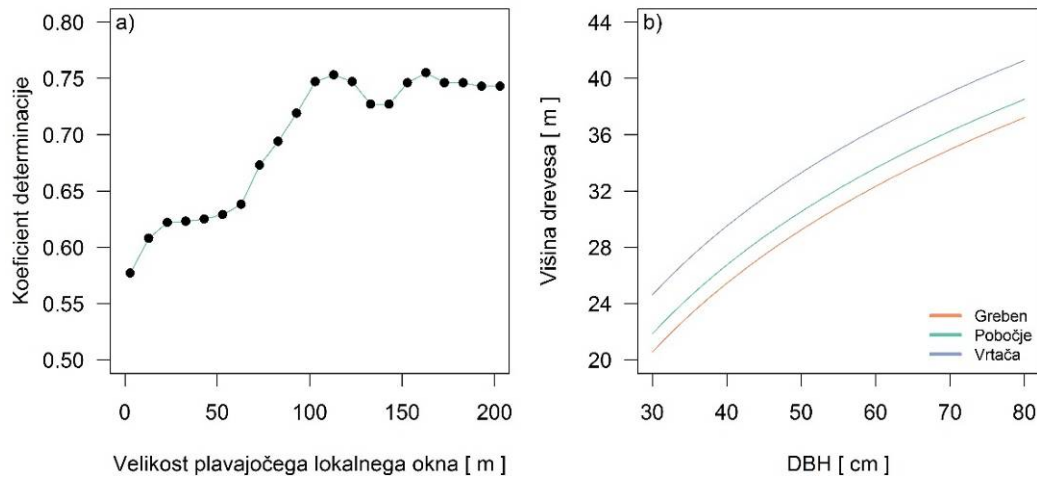 a)
Koeficient determinacije
0.80
0.75
0.70
0.65
0.60
0.55
0.50
0 50 100 150 200
Velikost plavajočega lokalnega okna [ m ]
b)
Višina drevesa [ m ]
44
40
36
32
28
24
20
Greben
Pobočje
Vrtača
30 40 50 60 70 80
DBH [ cm ]